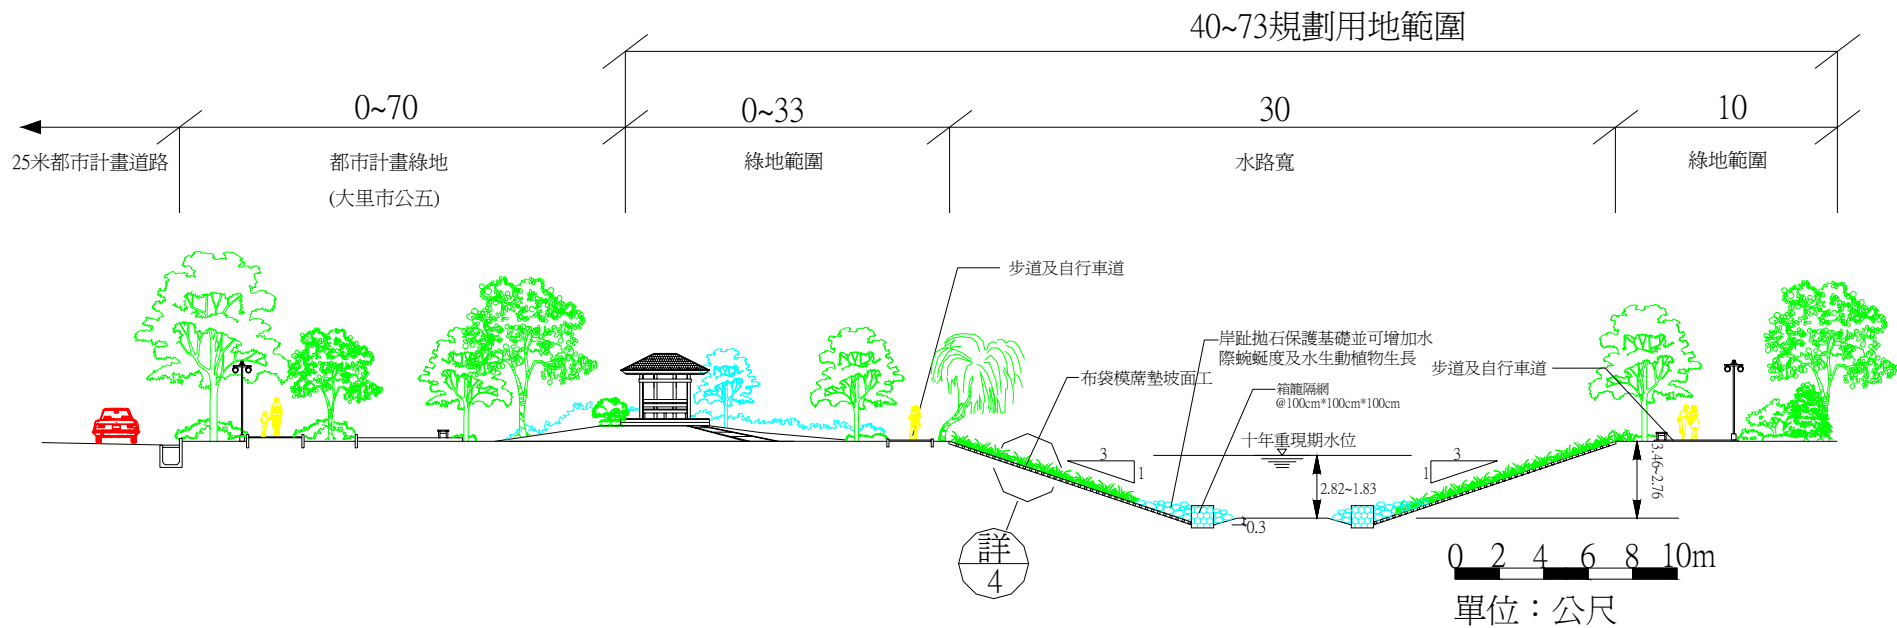 40~73規劃用地範圍
0~70
0~33
30
10
25米都市計畫道路
都市計畫綠地
(大里市公五)
綠地範圍
水路寬
綠地範圍
步道及自行車道
岸趾拋石保護基礎並可增加水
際蜿蜒度及水生動植物生長
布袋模蓆墊坡面工
箱籠隔網
@100cm*100cm*100cm
步道及自行車道
十年重現期水位
3
1
3
1
2.82~1.83
3.46~2.76
0.3
詳
4
0 2 4 6 8 10m
單位：公尺